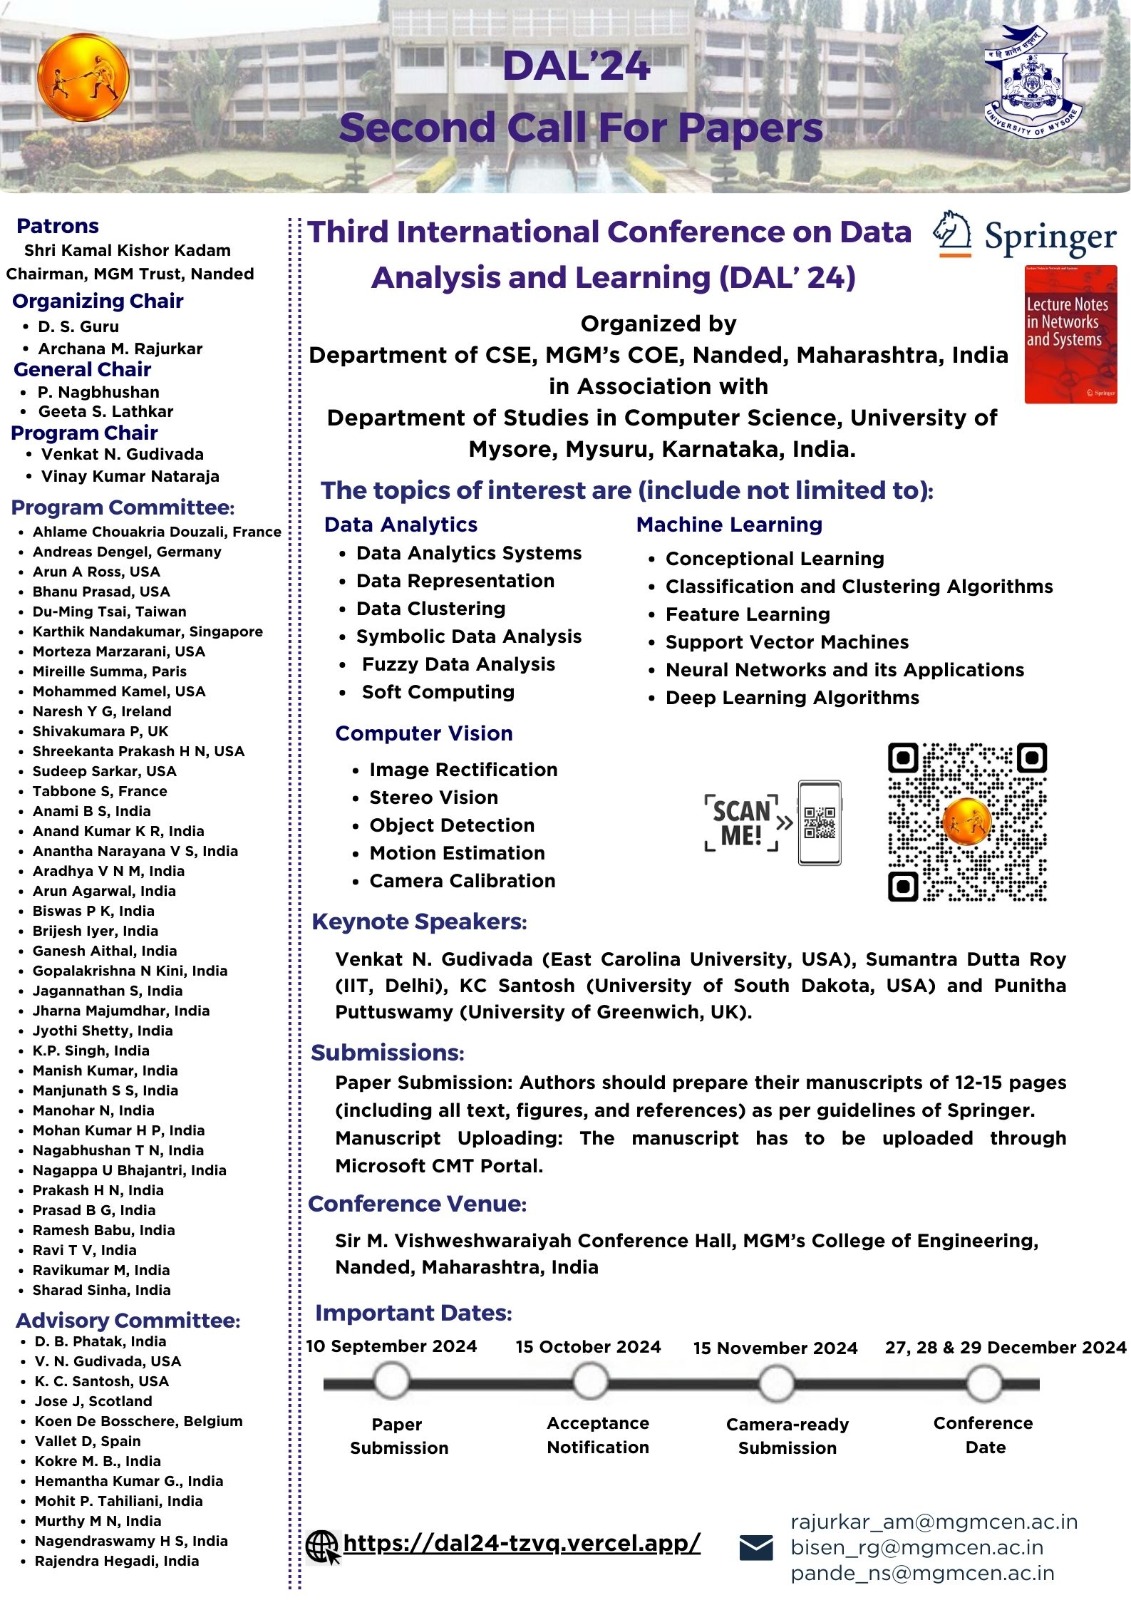 DAL’24
Second Call For Papers
UNIVERSITY OF MYSORE
Patrons
Shri Kamal Kishor Kadam
Chairman, MGM Trust, Nanded
Organizing Chair
• D. S. Guru
• Archana M. Rajurkar
General Chair
• P. Nagbhushan
• Geeta S. Lathkar
Program Chair
• Venkat N. Gudivada
• Vinay Kumar Nataraja
Program Committee:
• Ahlame Chouakria Douzali, France
• Andreas Dengel, Germany
• Arun A Ross, USA
• Bhanu Prasad, USA
• Du-Ming Tsai, Taiwan
• Karthik Nandakumar, Singapore
• Morteza Marzarani, USA
• Mireille Summa, Paris
• Mohammed Kamel, USA
• Naresh Y G, Ireland
• Shivakumara P, UK
• Shreekanta Prakash H N, USA
• Sudeep Sarkar, USA
• Tabbone S, France
• Anami B S, India
• Anand Kumar K R, India
• Anantha Narayana V S, India
• Aradhya V N M, India
• Arun Agarwal, India
• Biswas P K, India
• Brijesh Iyer, India
• Ganesh Aithal, India
• Gopalakrishna N Kini, India
• Jagannathan S, India
• Jharna Majumdhar, India
• Jyothi Shetty, India
• K.P. Singh, India
• Manish Kumar, India
• Manjunath S S, India
• Manohar N, India
• Mohan Kumar H P, India
• Nagabhushan T N, India
• Nagappa U Bhajantri, India
• Prakash H N, India
• Prasad B G, India
• Ramesh Babu, India
• Ravi T V, India
• Ravikumar M, India
• Sharad Sinha, India
Advisory Committee:
• D. B. Phatak, India
• V. N. Gudivada, USA
• K. C. Santosh, USA
• Jose J, Scotland
• Koen De Bosschere, Belgium
• Vallet D, Spain
• Kokre M. B., India
• Hemantha Kumar G., India
• Mohit P. Tahiliani, India
• Murthy M N, India
• Nagendraswamy H S, India
• Rajendra Hegadi, India
Third International Conference on Data
Analysis and Learning (DAL’ 24)
Springer
Lecture Notes
in Networks
and Systems
Springer
Organized by
Department of CSE, MGM’s COE, Nanded, Maharashtra, India
in Association with
Department of Studies in Computer Science, University of
Mysore, Mysuru, Karnataka, India.
The topics of interest are (include not limited to):
Data Analytics
• Data Analytics Systems
• Data Representation
• Data Clustering
• Symbolic Data Analysis
• Fuzzy Data Analysis
• Soft Computing
Machine Learning
• Conceptional Learning
• Classification and Clustering Algorithms
• Feature Learning
• Support Vector Machines
• Neural Networks and its Applications
• Deep Learning Algorithms
Computer Vision
• Image Rectification
• Stereo Vision
• Object Detection
• Motion Estimation
• Camera Calibration
SCAN
ME!
Keynote Speakers:
Venkat N. Gudivada (East Carolina University, USA), Sumantra Dutta Roy
(IIT, Delhi), KC Santosh (University of South Dakota, USA) and Punitha
Puttuswamy (University of Greenwich, UK).
Submissions:
Paper Submission: Authors should prepare their manuscripts of 12-15 pages
(including all text, figures, and references) as per guidelines of Springer.
Manuscript Uploading: The manuscript has to be uploaded through
Microsoft CMT Portal.
Conference Venue:
Sir M. Vishweshwaraiyah Conference Hall, MGM’s College of Engineering,
Nanded, Maharashtra, India
Important Dates:
10 September 2024 15 October 2024 15 November 2024 27, 28 & 29 December 2024
Paper
Submission
Acceptance
Notification
Camera-ready
Submission
Conference
Date
https://dal24-tzvq.vercel.app/
rajurkar_am@mgmcen.ac.in
bisen_rg@mgmcen.ac.in
pande_ns@mgmcen.ac.in